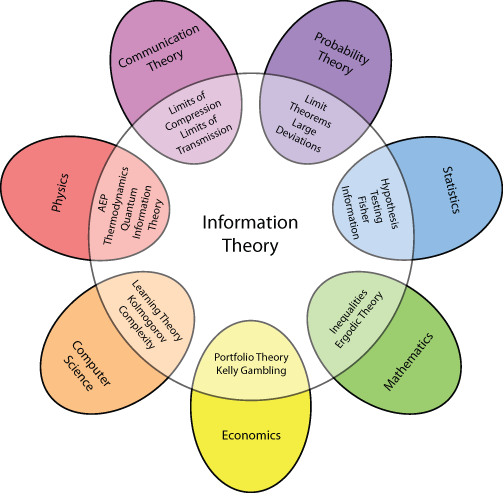 Communication
Theory
Limits of
Compression
Limits of
Transmission
Probability
Theory
Limit
Theorems
Large
Deviations
Physics
AEP
Thermodynamics
Quantum
Information
Theory
Statistics
Hypothesis
Testing
Fisher
Information
Information
Theory
Computer
Science
Learning Theory
Kolmogorov
Complexity
Inequalities
Ergodic Theory
Mathematics
Portfolio Theory
Kelly Gambling
Economics